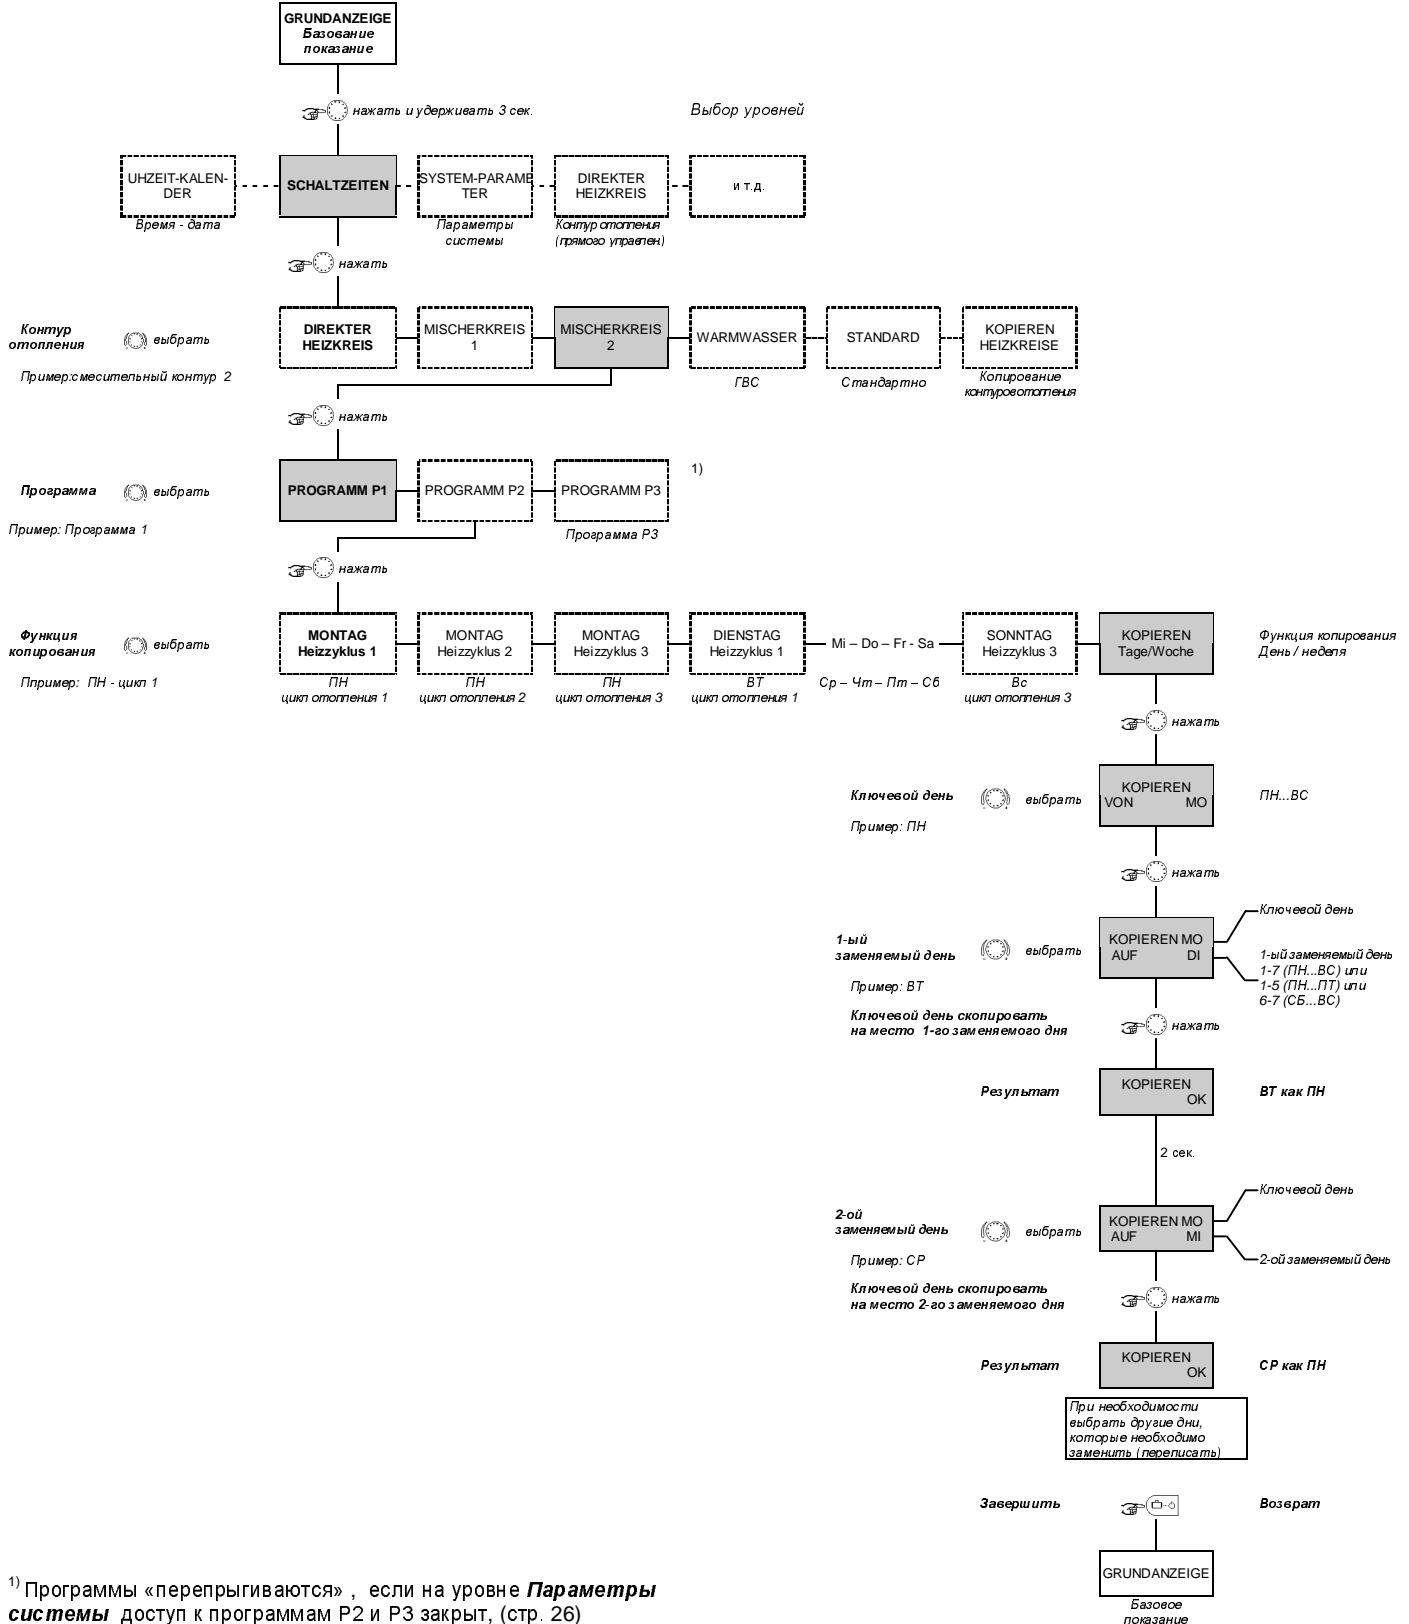 GRUNDANZEIGE
Базование
показание
нажать и удерживать 3 сек.
Выбор уровней
UHZEIT-KALEN-
DER
SCHALTZEITEN
SYSTEM-PARAME
TER
DIREKTER
HEIZKREIS
и т.д.
Время - дата
Параметры
системы
Контур отопления
(прямого управлен.)
нажать
Контур
отопления
выбрать
DIREKTER
HEIZKREIS
MISCHERKREIS
1
MISCHERKREIS
2
WARMWASSER
STANDARD
KOPIEREN
HEIZKREISE
Пример:смесительный контур 2
ГВС
Стандартно
Копирование
контуров отопления
нажать
Программа
выбрать
PROGRAMM P1
PROGRAMM P2
PROGRAMM P3
1)
Пример: Программа 1
Программа P3
нажать
Функция
копирования
выбрать
MONTAG
Heizzyklus 1
MONTAG
Heizzyklus 2
MONTAG
Heizzyklus 3
DIENSTAG
Heizzyklus 1
Mi – Do – Fr - Sa
SONNTAG
Heizzyklus 3
KOPIEREN
Tage/Woche
Функция копирования
День / неделя
Ппример: ПН - цикл 1
ПН
цикл отопления 1
ПН
цикл отопления 2
ПН
цикл отопления 3
ВТ
цикл отопления 1
Ср – Чт – Пт – Сб
Вс
цикл отопления 3
нажать
Ключевой день
выбрать
KOPIEREN
VON MO
ПН...ВС
Пример: ПН
нажать
1-ый
заменяемый день
выбрать
KOPIEREN MO
AUF DI
Ключевой день
1-ый заменяемый день
1-7 (ПН...ВС) или
1-5 (ПН...ПТ) или
6-7 (СБ...ВС)
Пример: ВТ
Ключевой день скопировать
на место 1-го заменяемого дня
нажать
Результат
KOPIEREN
OK
ВТ как ПН
2 сек.
2-ой
заменяемый день
выбрать
KOPIEREN MO
AUF MI
Ключевой день
2-ой заменяемый день
Пример: СР
Ключевой день скопировать
на место 2-го заменяемого дня
нажать
Результат
KOPIEREN
OK
СР как ПН
При необходимости
выбрать другие дни,
которые необходимо
заменить (переписать)
Завершить
Возврат
GRUNDANZEIGE
Базовое
показание
1) Программы «перепрыгиваются» , если на уровне Параметры
системы доступ к программам P2 и P3 закрыт, (стр. 26)